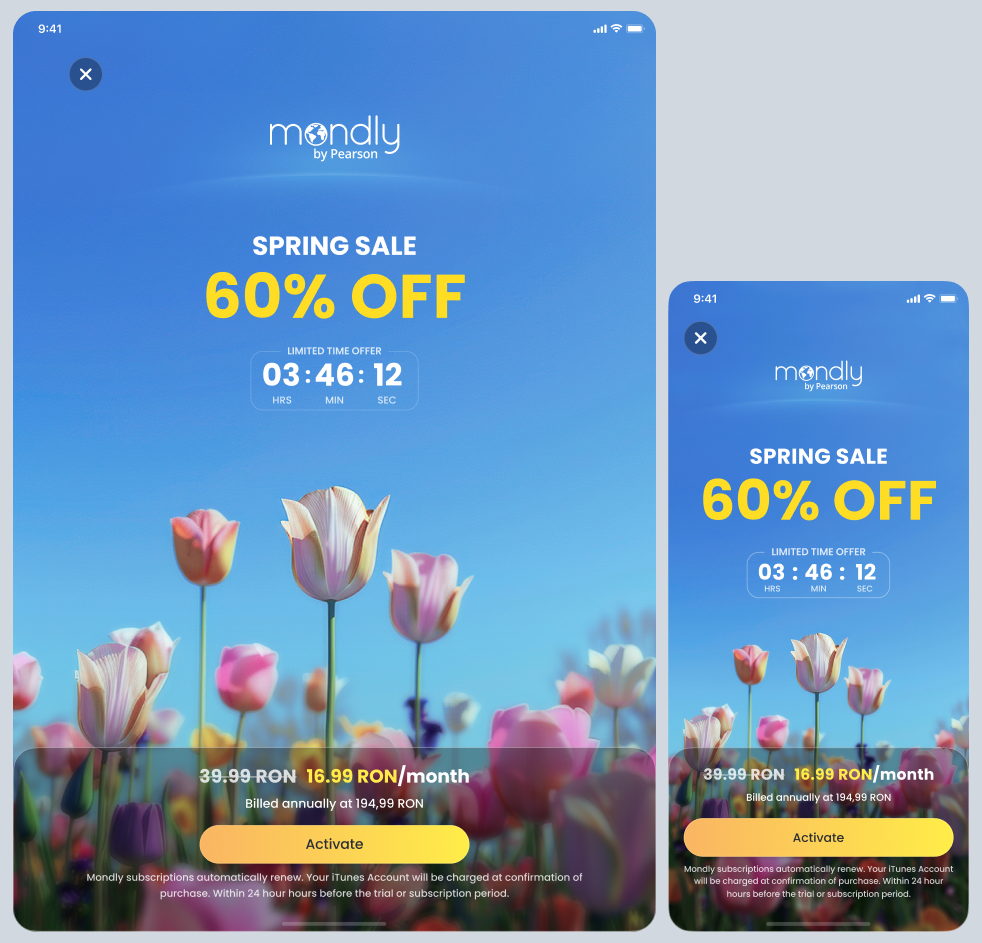 9:41
mondly
by Pearson
SPRING SALE
60% OFF
LIMITED TIME OFFER
03 : 46 : 12
HRS MIN SEC
39.99 RON 16.99 RON/month
Billed annually at 194,99 RON
Activate
Mondly subscriptions automatically renew. Your iTunes Account will be charged at confirmation of
purchase. Within 24 hour hours before the trial or subscription period.
9:41
mondly
by Pearson
SPRING SALE
60% OFF
LIMITED TIME OFFER
03 : 46 : 12
HRS MIN SEC
39.99 RON 16.99 RON/month
Billed annually at 194,99 RON
Activate
Mondly subscriptions automatically renew. Your iTunes Account
will be charged at confirmation of purchase. Within 24 hour
hours before the trial or subscription period.